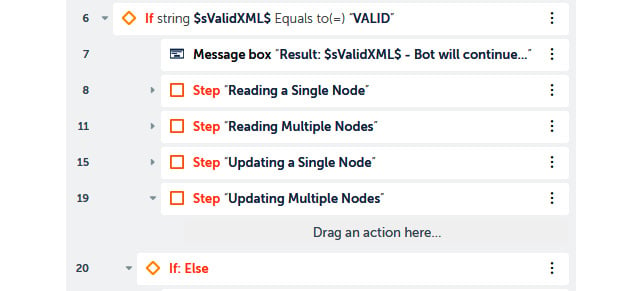 6 If string $sValidXML$ Equals to(=) "VALID"
7 Message box "Result: $sValidXML$ - Bot will continue..."
8 Step "Reading a Single Node"
11 Step "Reading Multiple Nodes"
15 Step "Updating a Single Node"
19 Step "Updating Multiple Nodes"
Drag an action here...
20 If: Else